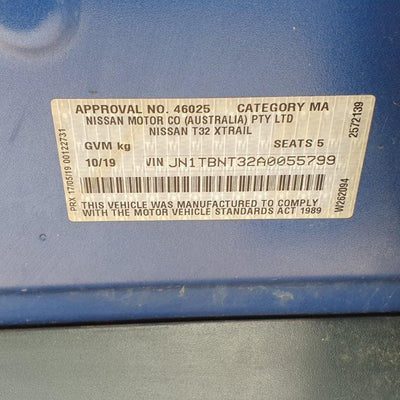 APPROVAL NO. 46025 CATEGORY MA
NISSAN MOTOR CO (AUSTRALIA) PTY LTD
NISSAN T32 XTRAIL
GVM kg SEATS 5
10/19 VIN JN1TBNT32A0055799
THIS VEHICLE WAS MANUFACTURED TO COMPLY
WITH THE MOTOR VEHICLE STANDARDS ACT 1989
PRX 17/05/19 00122731
2572139
W262094